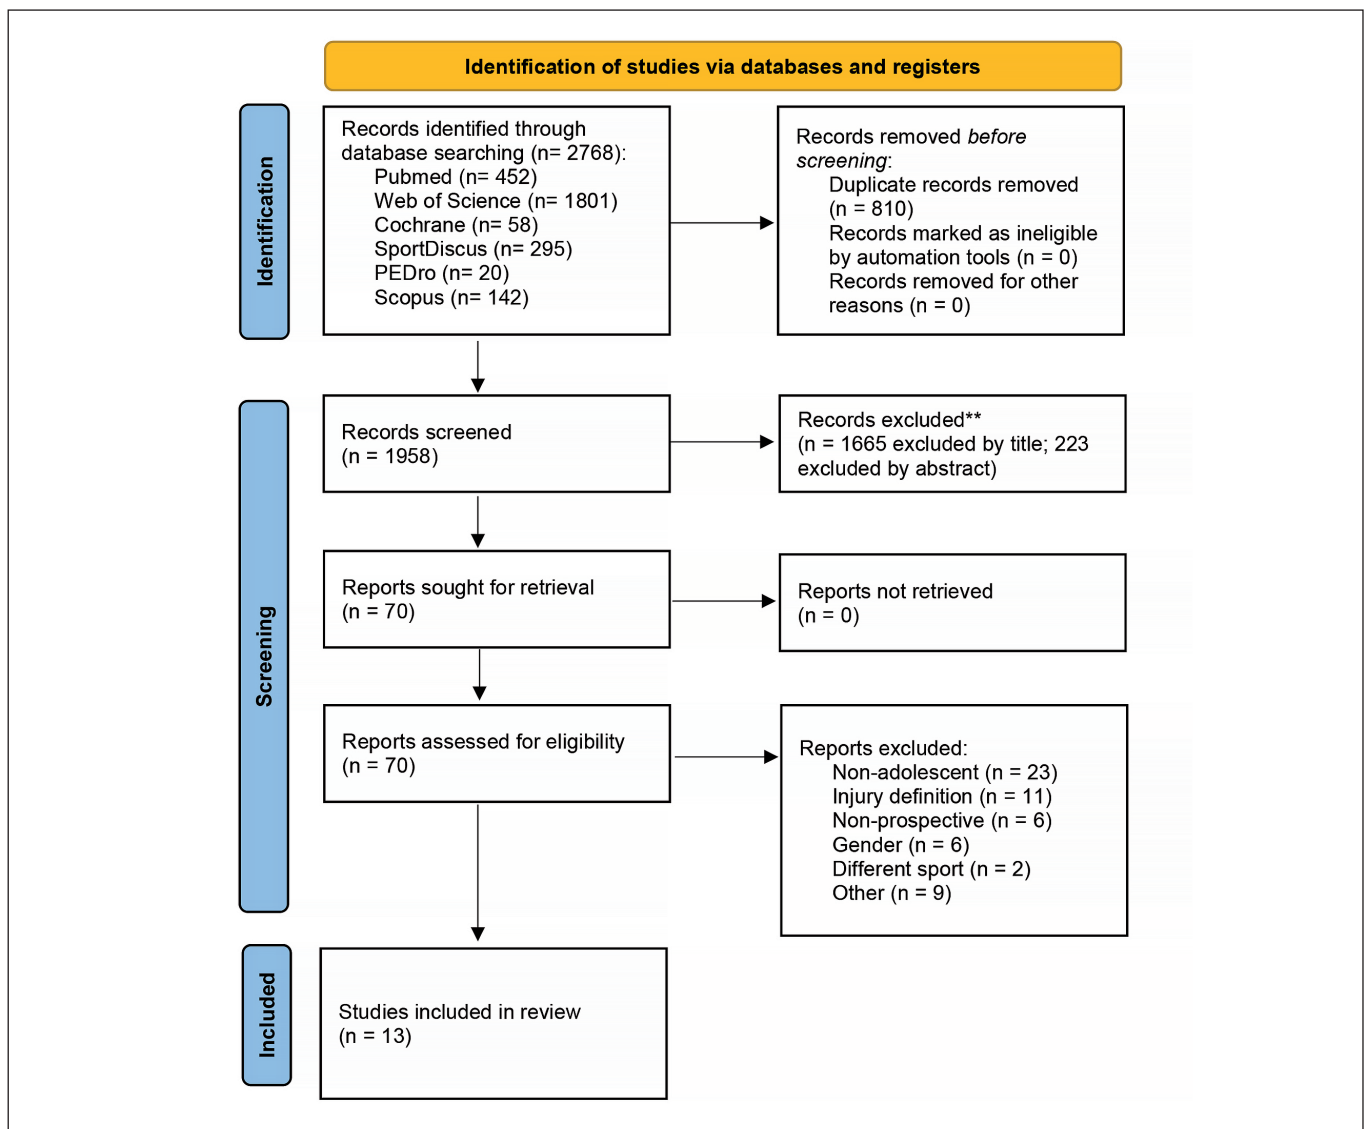 Identification of studies via databases and registers
Identification
Records identified through
database searching (n= 2768):
Pubmed (n= 452)
Web of Science (n= 1801)
Cochrane (n= 58)
SportDiscus (n= 295)
PEDro (n= 20)
Scopus (n= 142)
Records removed before
screening:
Duplicate records removed
(n = 810)
Records marked as ineligible
by automation tools (n = 0)
Records removed for other
reasons (n = 0)
Screening
Records screened
(n = 1958)
Records excluded**
(n = 1665 excluded by title; 223
excluded by abstract)
Reports sought for retrieval
(n = 70)
Reports not retrieved
(n = 0)
Reports assessed for eligibility
(n = 70)
Reports excluded:
Non-adolescent (n = 23)
Injury definition (n = 11)
Non-prospective (n = 6)
Gender (n = 6)
Different sport (n = 2)
Other (n = 9)
Included
Studies included in review
(n = 13)